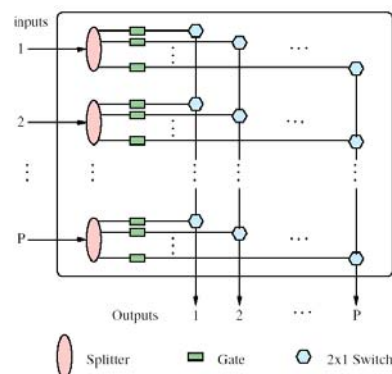 inputs
1
2
P
Outputs 1 2 ... P
Splitter Gate 2x1 Switch